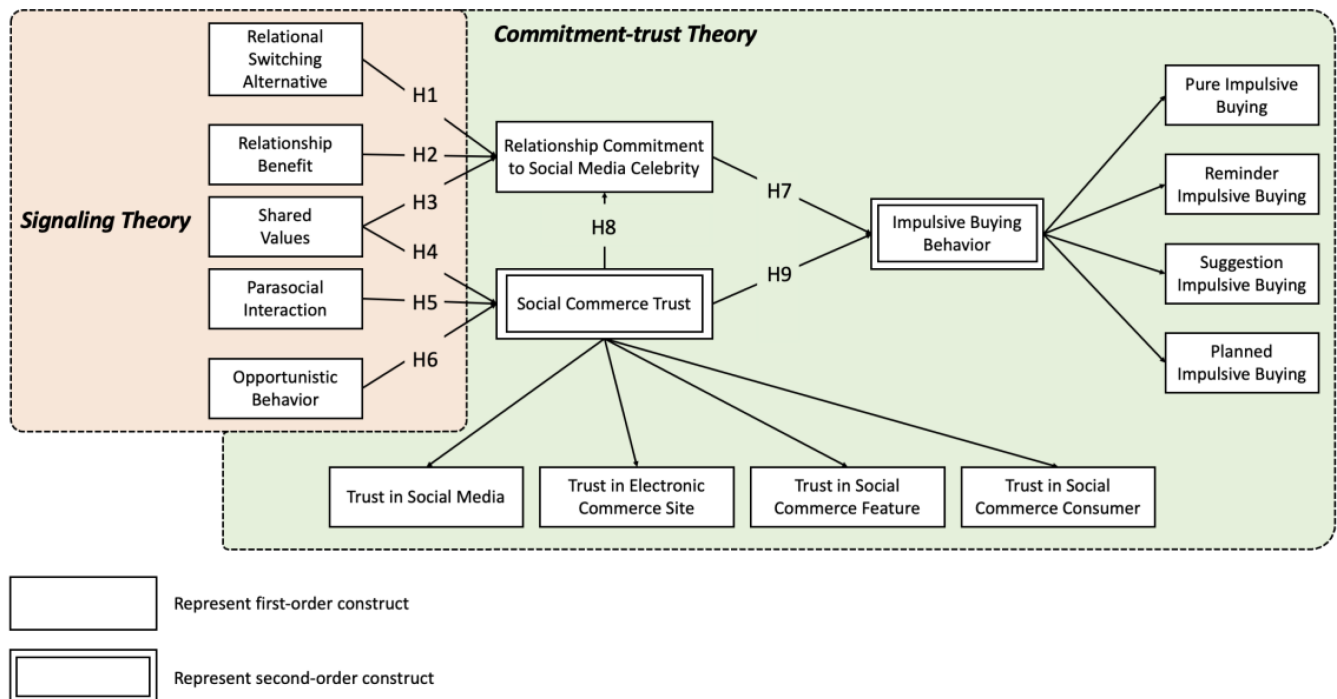 Commitment-trust Theory
Signaling Theory
Relational
Switching
Alternative
Relationship
Benefit
Shared
Values
Parasocial
Interaction
Opportunistic
Behavior
H1
H2
H3
H4
H5
H6
Relationship Commitment
to Social Media Celebrity
H8
Social Commerce Trust
H7
H9
Impulsive Buying
Behavior
Pure Impulsive
Buying
Reminder
Impulsive Buying
Suggestion
Impulsive Buying
Planned
Impulsive Buying
Trust in Social Media
Trust in Electronic
Commerce Site
Trust in Social
Commerce Feature
Trust in Social
Commerce Consumer
Represent first-order construct
Represent second-order construct